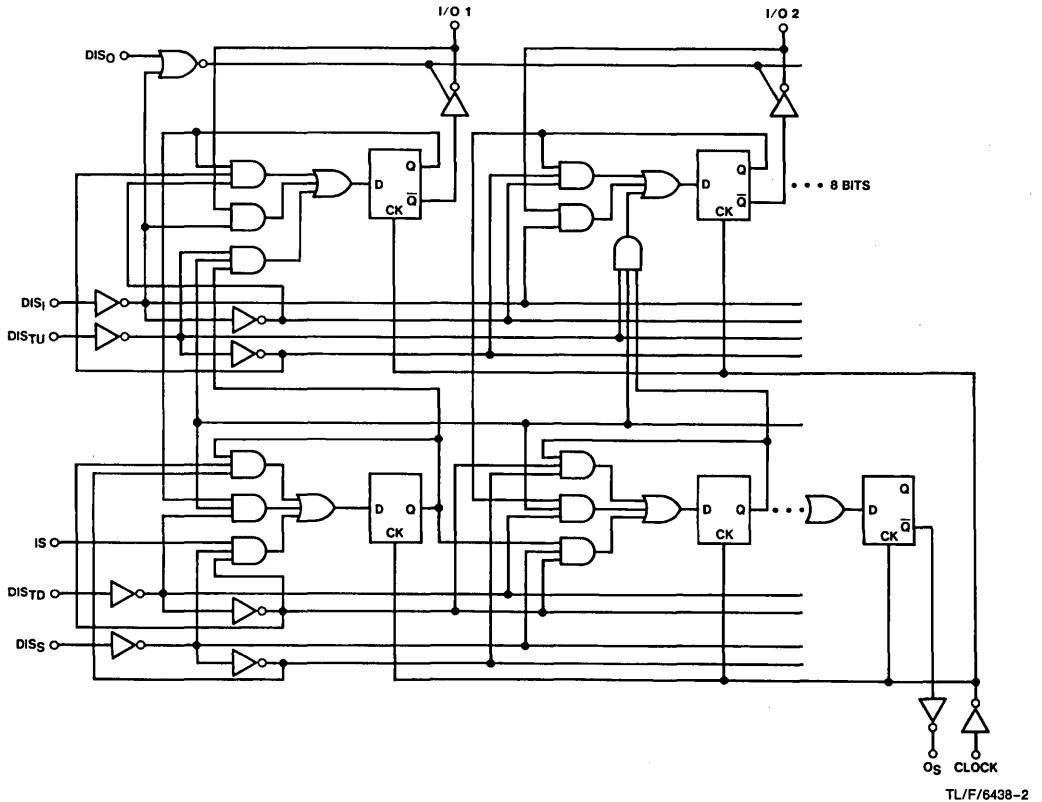 I/O 1
I/O 2
DISO
Q
D
Q̅
CK
Q
D
Q̅
CK
• • • 8 BITS
DISI
DISTU
D
Q
CK
D
Q
CK
• • •
Q
D
Q̅
CK
IS
DISTD
DISS
OS
CLOCK
TL/F/6438-2